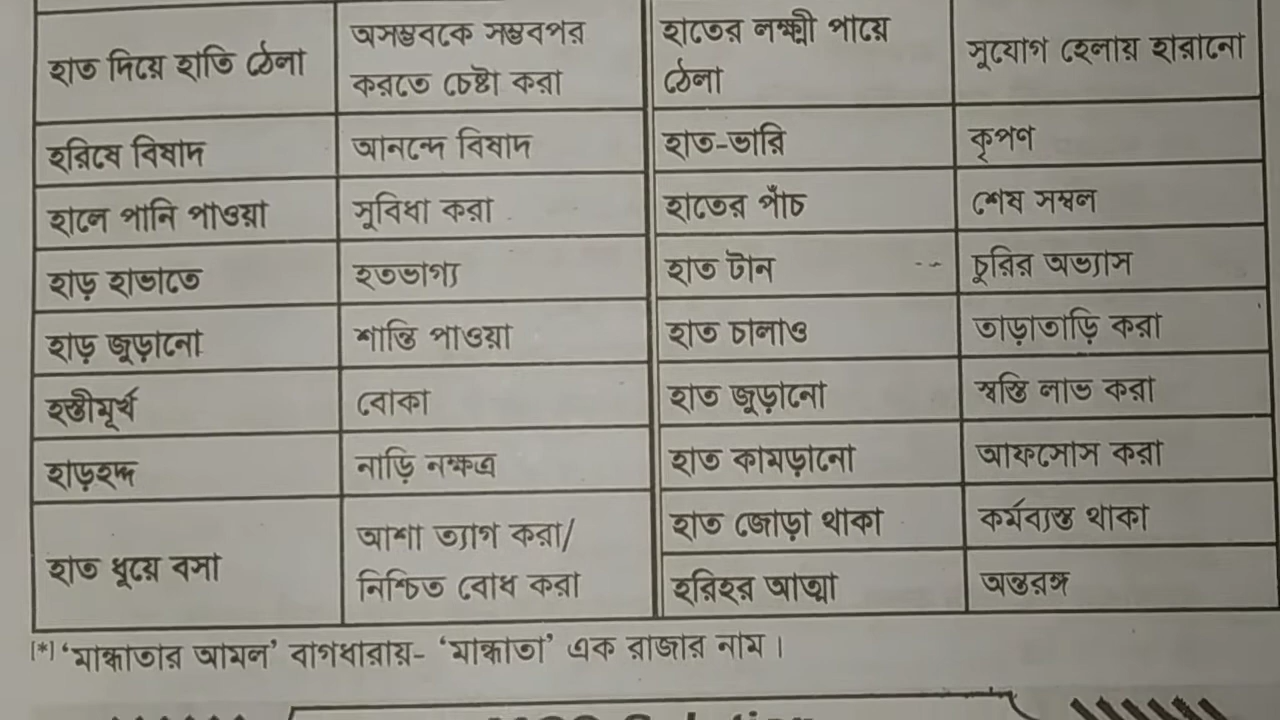 হাত দিয়ে হাতি ঠেলা
অসম্ভবকে সম্ভবপর
করতে চেষ্টা করা
হাতের লক্ষ্মী পায়ে
ঠেলা
সুযোগ হেলায় হারানো
হরিষে বিষাদ
আনন্দে বিষাদ
হাত-ভারি
কৃপণ
হালে পানি পাওয়া
সুবিধা করা
হাতের পাঁচ
শেষ সম্বল
হাড় হাভাতে
হতভাগ্য
হাত টান
চুরির অভ্যাস
হাড় জুড়ানো
শান্তি পাওয়া
হাত চালাও
তাড়াতাড়ি করা
হস্তীমূর্খ
বোকা
হাত জুড়ানো
স্বস্তি লাভ করা
হাড়হদ্দ
নাড়ি নক্ষত্র
হাত কামড়ানো
আফসোস করা
হাত ধুয়ে বসা
আশা ত্যাগ করা/
নিশ্চিত বোধ করা
হাত জোড়া থাকা
কর্মব্যস্ত থাকা
হরিহর আত্মা
অন্তরঙ্গ
[*] ‘মান্ধাতার আমল’ বাগধারায়- ‘মান্ধাতা’ এক রাজার নাম।